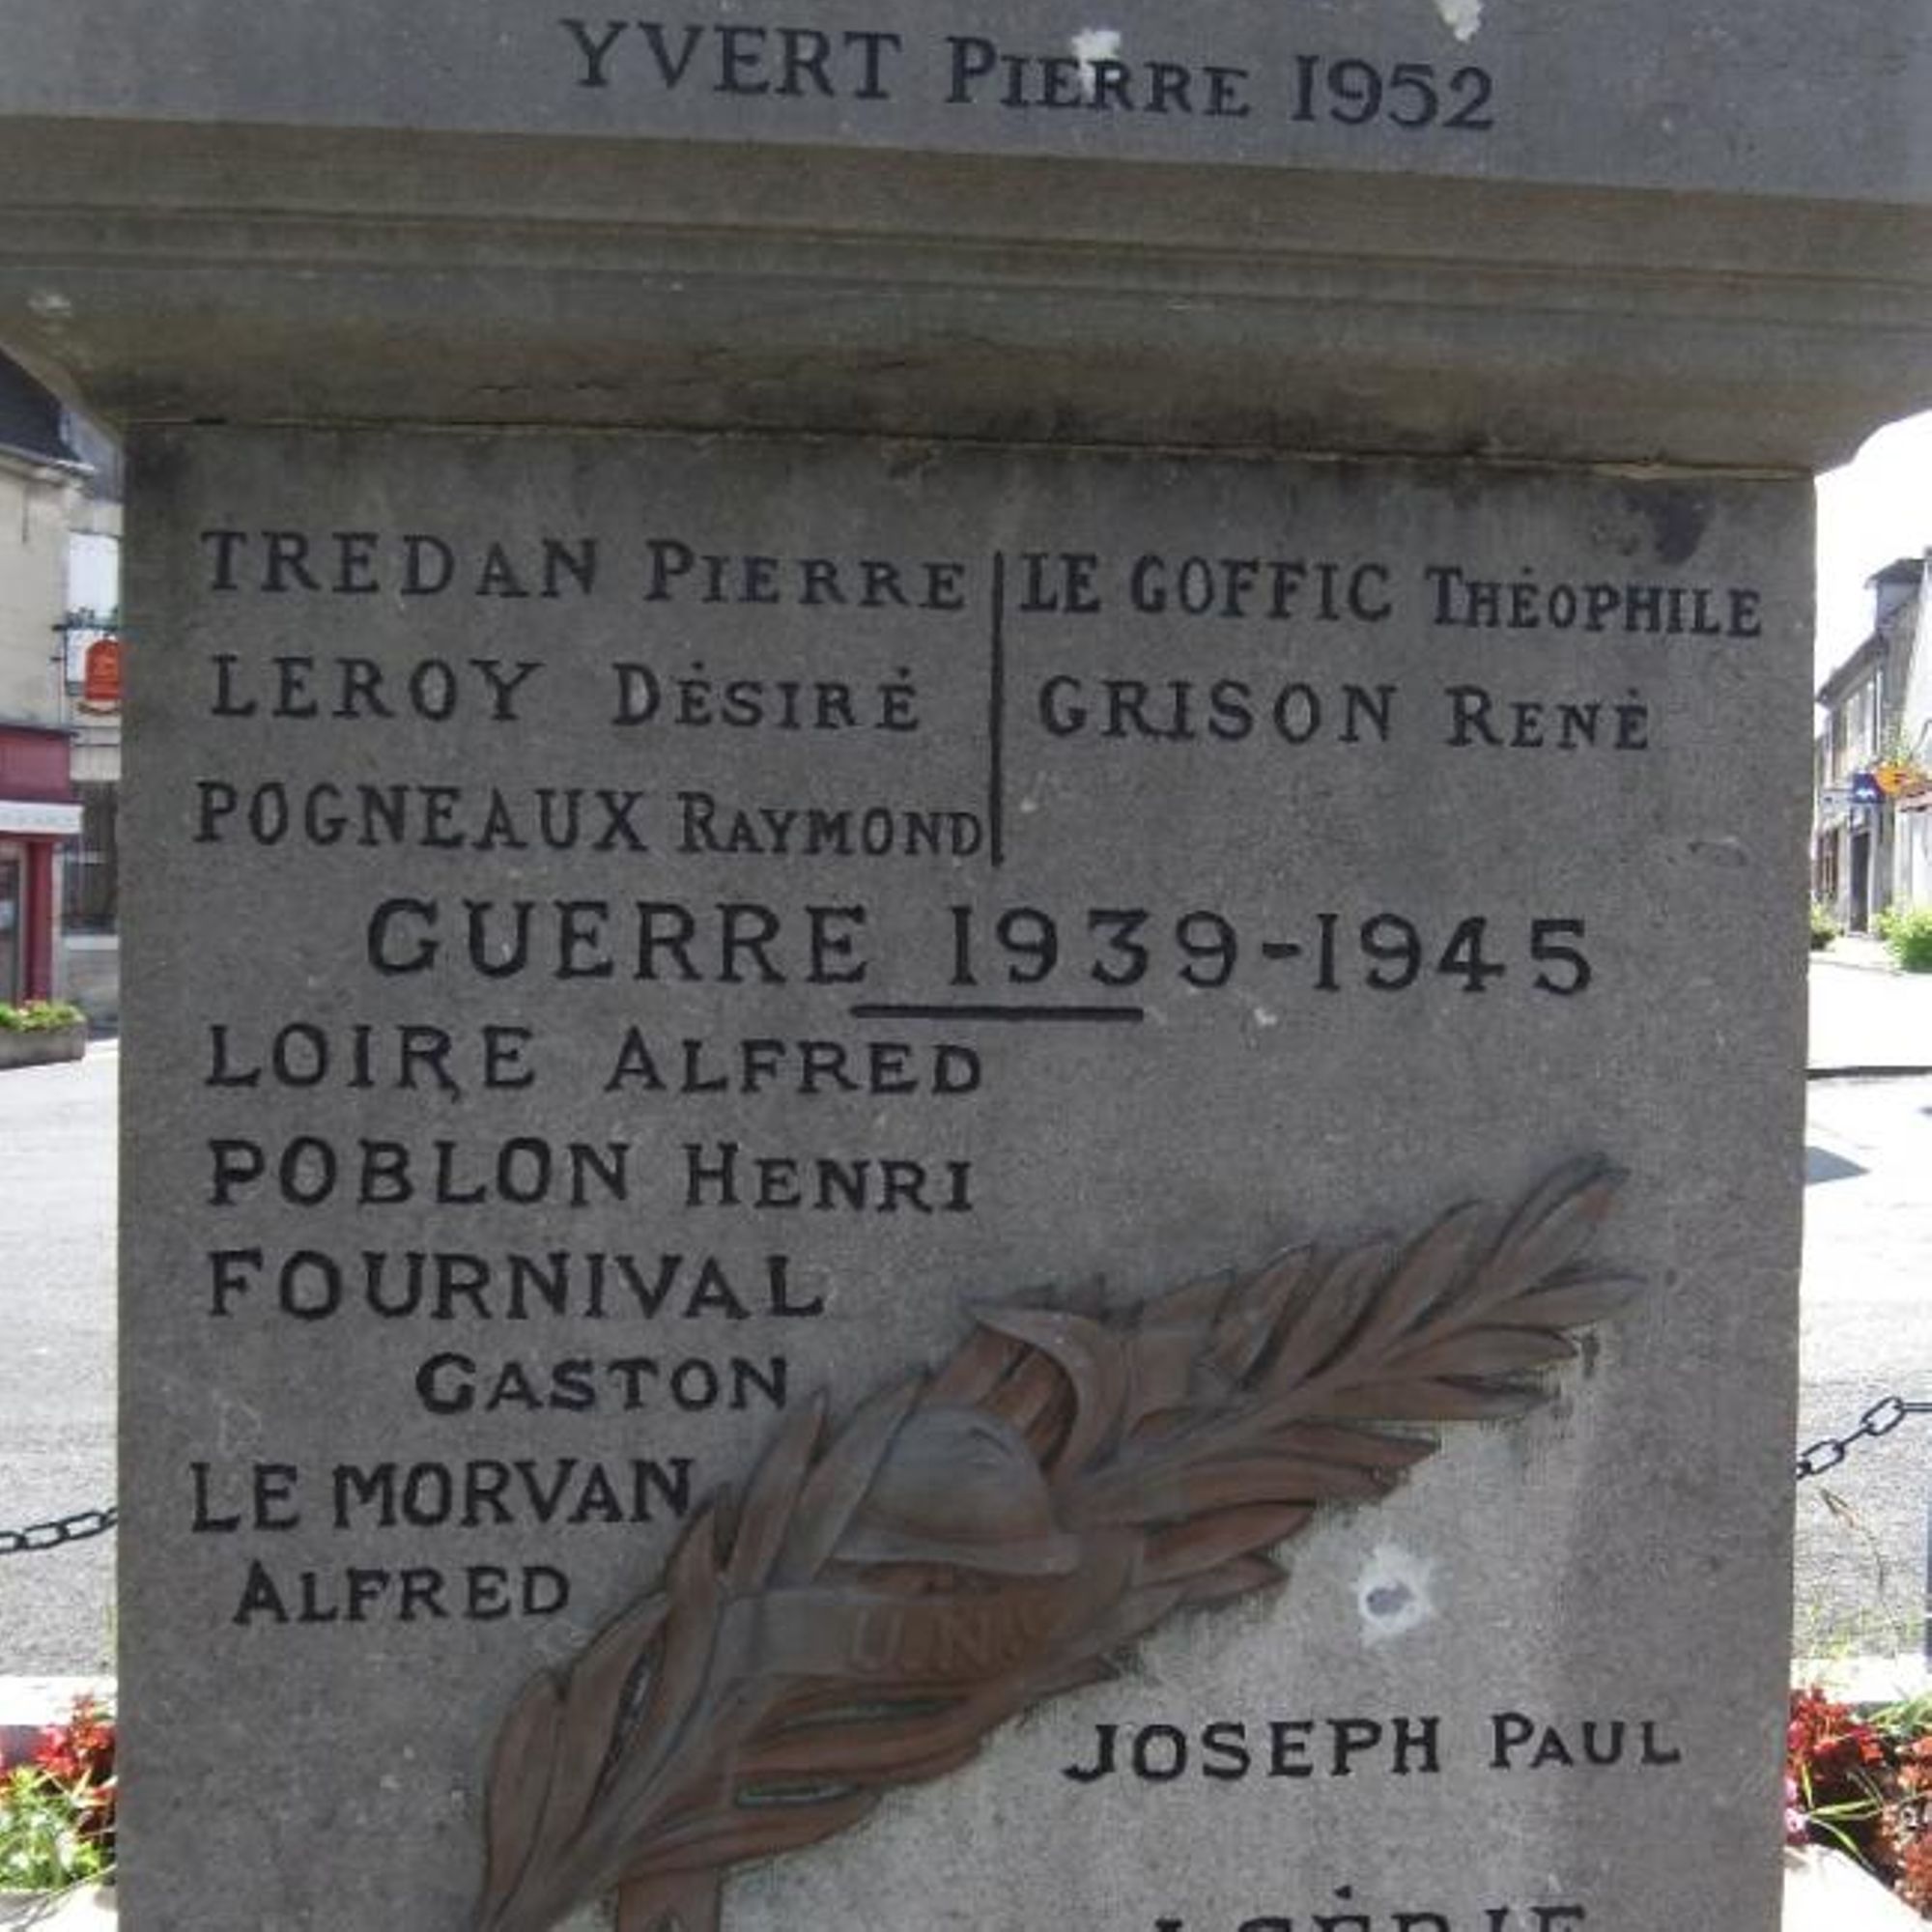 YVERT PIERRE 1952
TREDAN PIERRE
LEROY DÉSIRÉ
POGNEAUX RAYMOND
LE GOFFIC THÉOPHILE
GRISON RENÉ
GUERRE 1939-1945
LOIRE ALFRED
POBLON HENRI
FOURNIVAL
GASTON
LE MORVAN
ALFRED
U.N.
JOSEPH PAUL